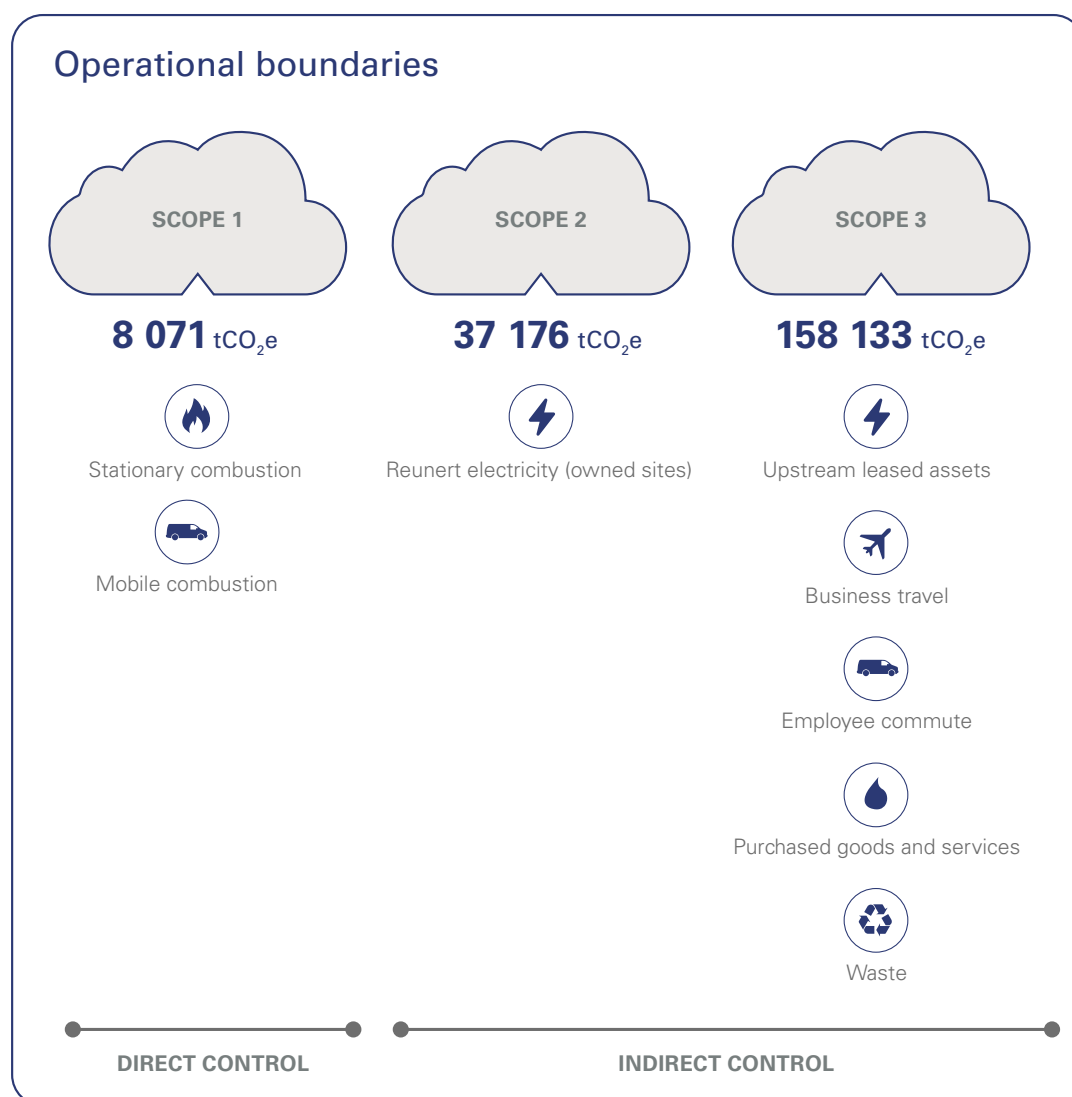 Operational boundaries
SCOPE 1
8 071 tCO₂e
Stationary combustion
Mobile combustion
SCOPE 2
37 176 tCO₂e
Reunert electricity (owned sites)
SCOPE 3
158 133 tCO₂e
Upstream leased assets
Business travel
Employee commute
Purchased goods and services
Waste
DIRECT CONTROL
INDIRECT CONTROL